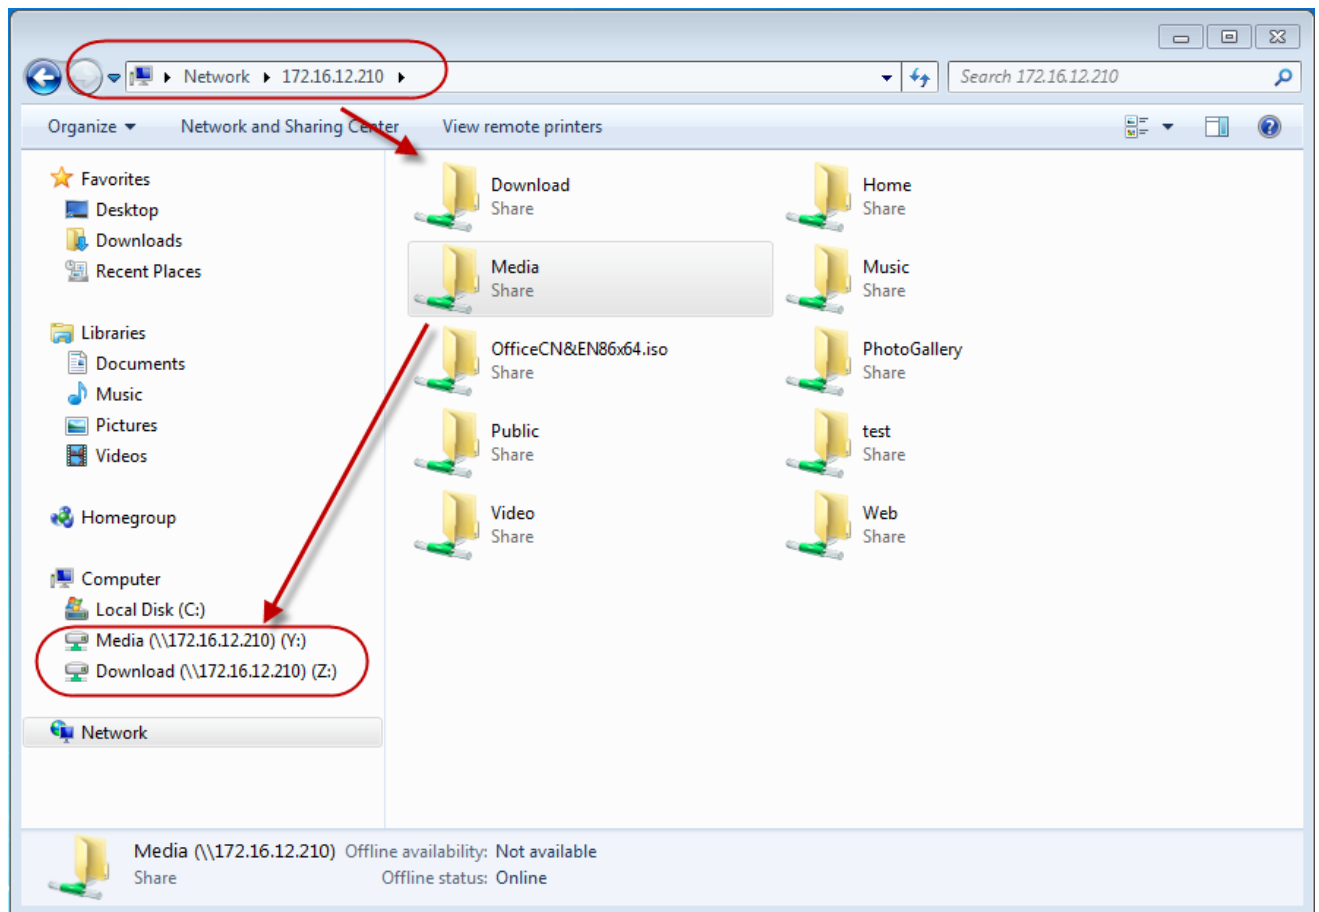 Network 172.16.12.210 Search 172.16.12.210
Organize Network and Sharing Center View remote printers
Favorites
Desktop
Downloads
Recent Places
Libraries
Documents
Music
Pictures
Videos
Homegroup
Computer
Local Disk (C:)
Media (\\172.16.12.210) (Y:)
Download (\\172.16.12.210) (Z:)
Network
Download
Share
Home
Share
Media
Share
Music
Share
OfficeCN&EN86x64.iso
Share
PhotoGallery
Share
Public
Share
test
Share
Video
Share
Web
Share
Media (\\172.16.12.210) Offline availability: Not available
Share Offline status: Online